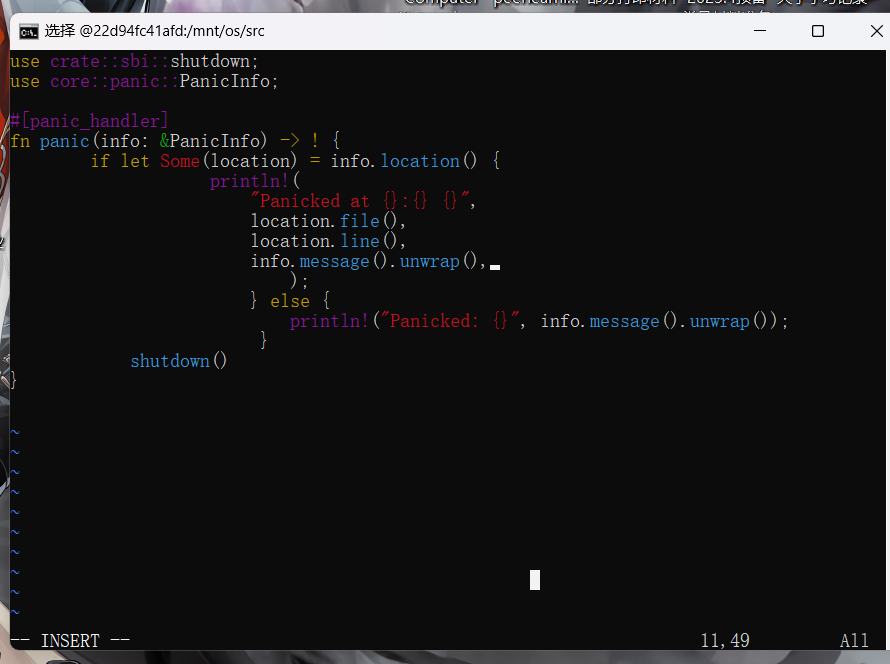 选择 @22d94fc41afd:/mnt/os/src
use crate::sbi::shutdown;
use core::panic::PanicInfo;
#[panic_handler]
fn panic(info: &PanicInfo) -> ! {
if let Some(location) = info.location() {
println!(
"Panicked at {}:{} {}",
location.file(),
location.line(),
info.message().unwrap(),
);
} else {
println!("Panicked: {}", info.message().unwrap());
}
shutdown()
}
~
~
~
~
~
~
~
~
~
~
-- INSERT -- 11,49 All